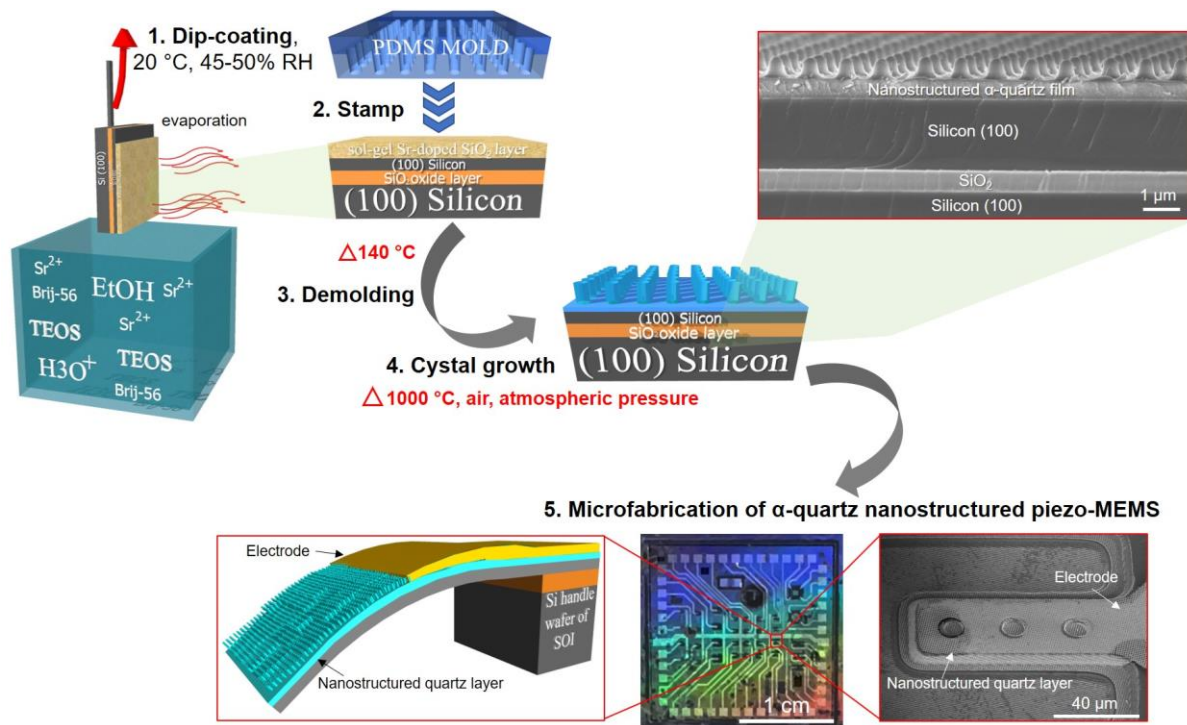 1. Dip-coating,
20 °C, 45-50% RH
evaporation
Si (100)
Sr²⁺
Brij-56
EtOH
Sr²⁺
TEOS
Sr²⁺
H3O⁺
TEOS
Brij-56
PDMS MOLD
2. Stamp
sol-gel Sr-doped SiO₂ layer
(100) Silicon
SiO₂ oxide layer
(100) Silicon
△140 °C
3. Demolding
4. Cystal growth
△1000 °C, air, atmospheric pressure
(100) Silicon
SiO₂ oxide layer
(100) Silicon
Nanostructured α-quartz film
Silicon (100)
SiO₂
Silicon (100)
1 µm
5. Microfabrication of α-quartz nanostructured piezo-MEMS
Electrode
Si handle
wafer of
SOI
Nanostructured quartz layer
1 cm
Electrode
Nanostructured quartz layer
40 µm